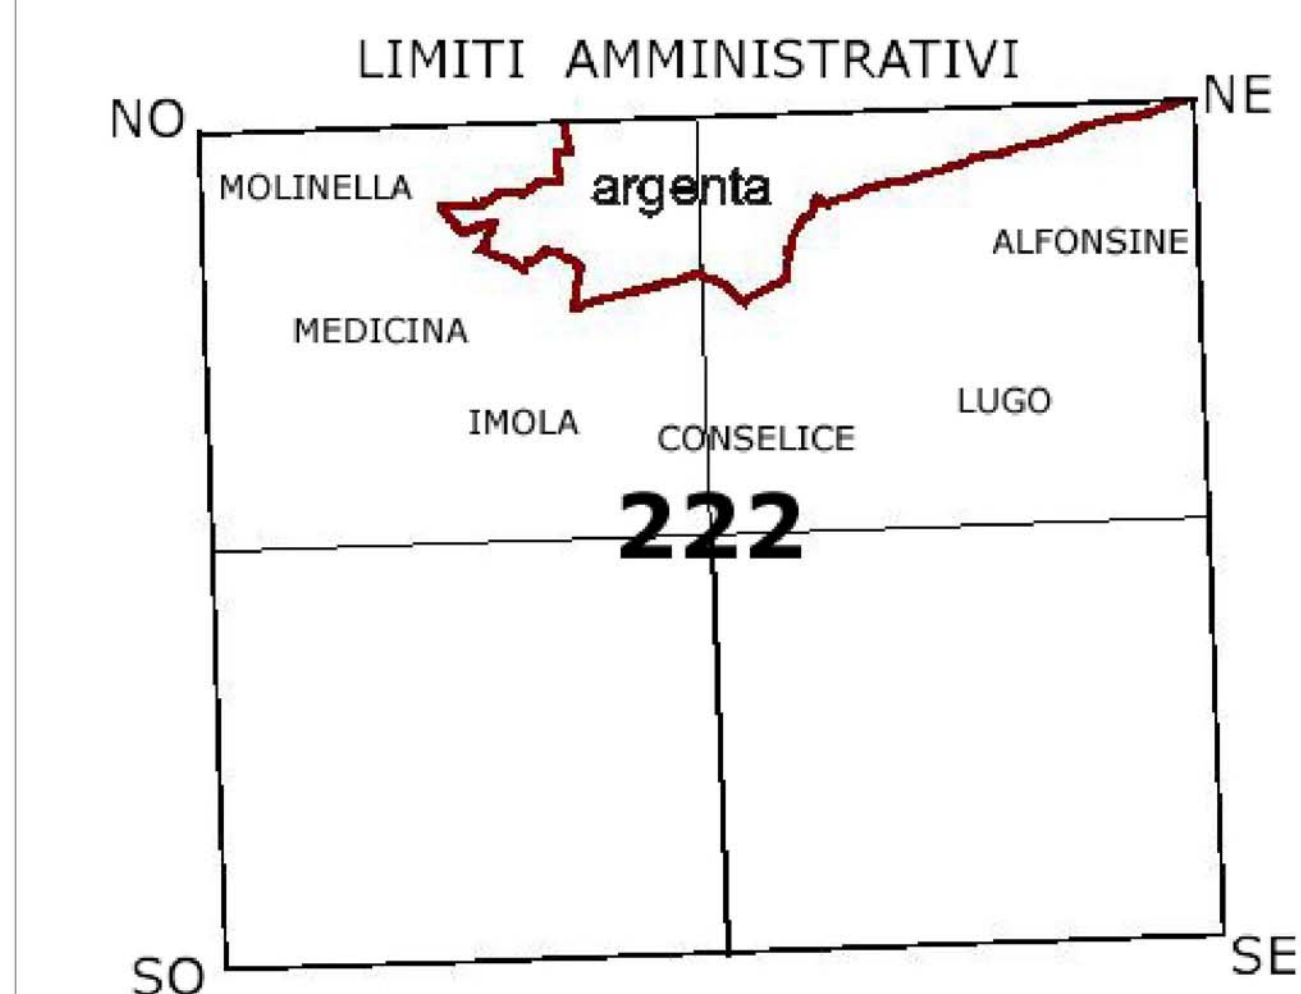 LIMITI AMMINISTRATIVI
NO
NE
MOLINELLA
argenta
ALFONSINE
MEDICINA
IMOLA
CONSELICE
LUGO
222
SO
SE